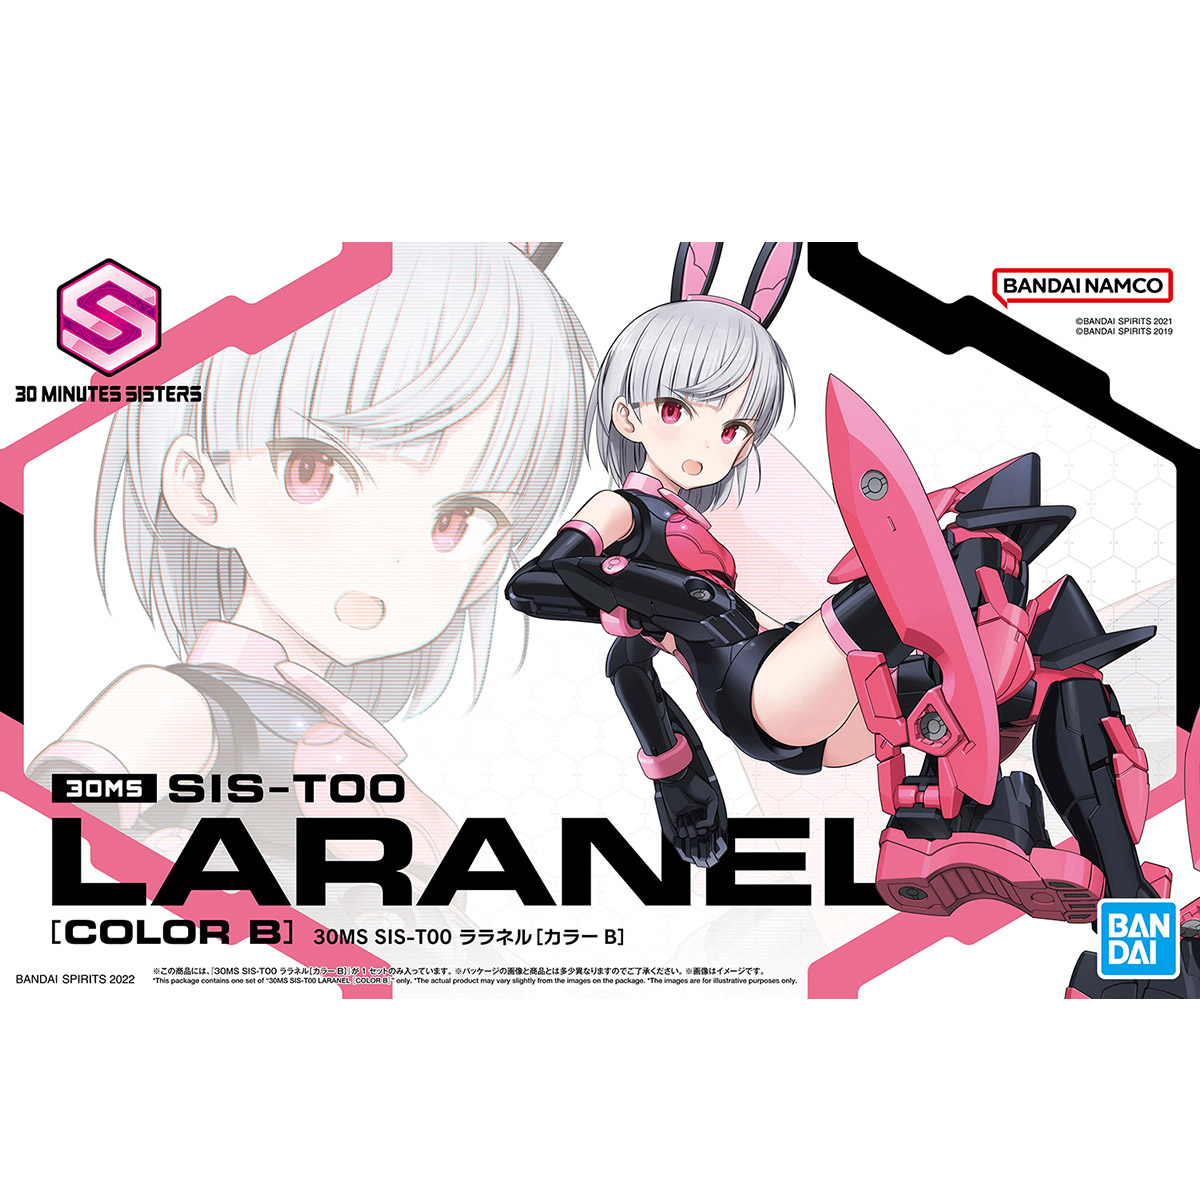 30 MINUTES SISTERS
BANDAI NAMCO
©BANDAI SPIRITS 2021
©BANDAI SPIRITS 2019
30MS SIS-T00
LARANEL
[COLOR B] 30MS SIS-T00 ララネル[カラー B]
BAN
DAI
BANDAI SPIRITS 2022
※この商品には、「30MS SIS-T00 ララネル[カラー B]」が1セットのみ入っています。※パッケージの画像と商品とは多少異なりますのでご了承ください。※画像はイメージです。
*This package contains one set of "30MS SIS-T00 LARANEL [COLOR B]" only. *The actual product may vary slightly from the images on the package. *The images are for illustrative purposes only.